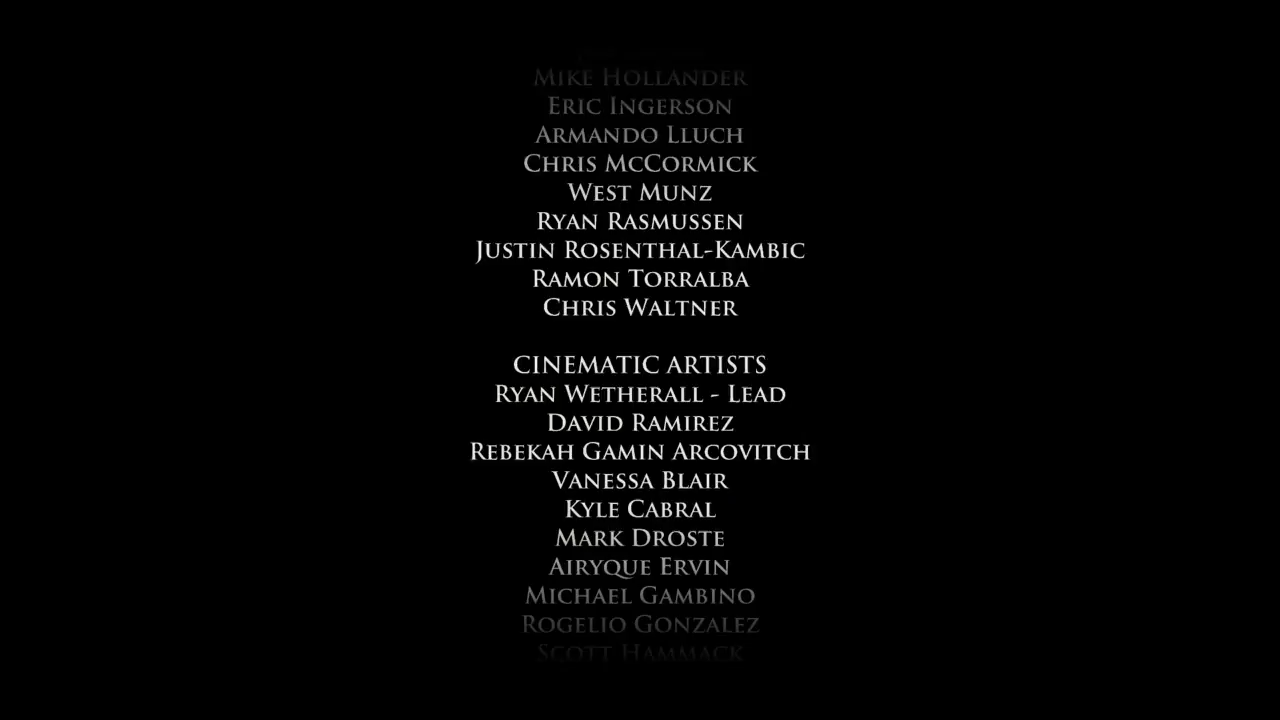 Mike Hollander
Eric Ingerson
Armando Lluch
Chris McCormick
West Munz
Ryan Rasmussen
Justin Rosenthal-Kambic
Ramon Torralba
Chris Waltner
CINEMATIC ARTISTS
Ryan Wetherall - Lead
David Ramirez
Rebekah Gamin Arcovitch
Vanessa Blair
Kyle Cabral
Mark Droste
Airyque Ervin
Michael Gambino
Rogelio Gonzalez
Scott Hammack